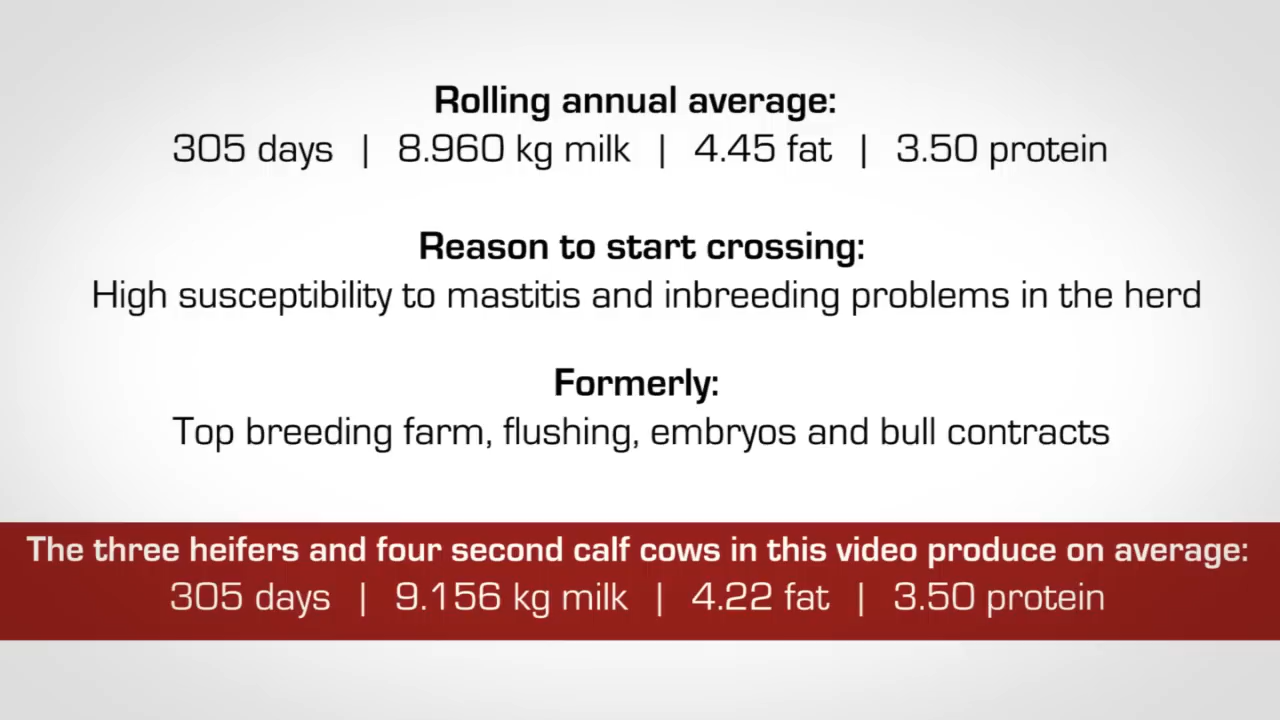 Rolling annual average:
305 days | 8.960 kg milk | 4.45 fat | 3.50 protein
Reason to start crossing:
High susceptibility to mastitis and inbreeding problems in the herd
Formerly:
Top breeding farm, flushing, embryos and bull contracts
The three heifers and four second calf cows in this video produce on average:
305 days | 9.156 kg milk | 4.22 fat | 3.50 protein